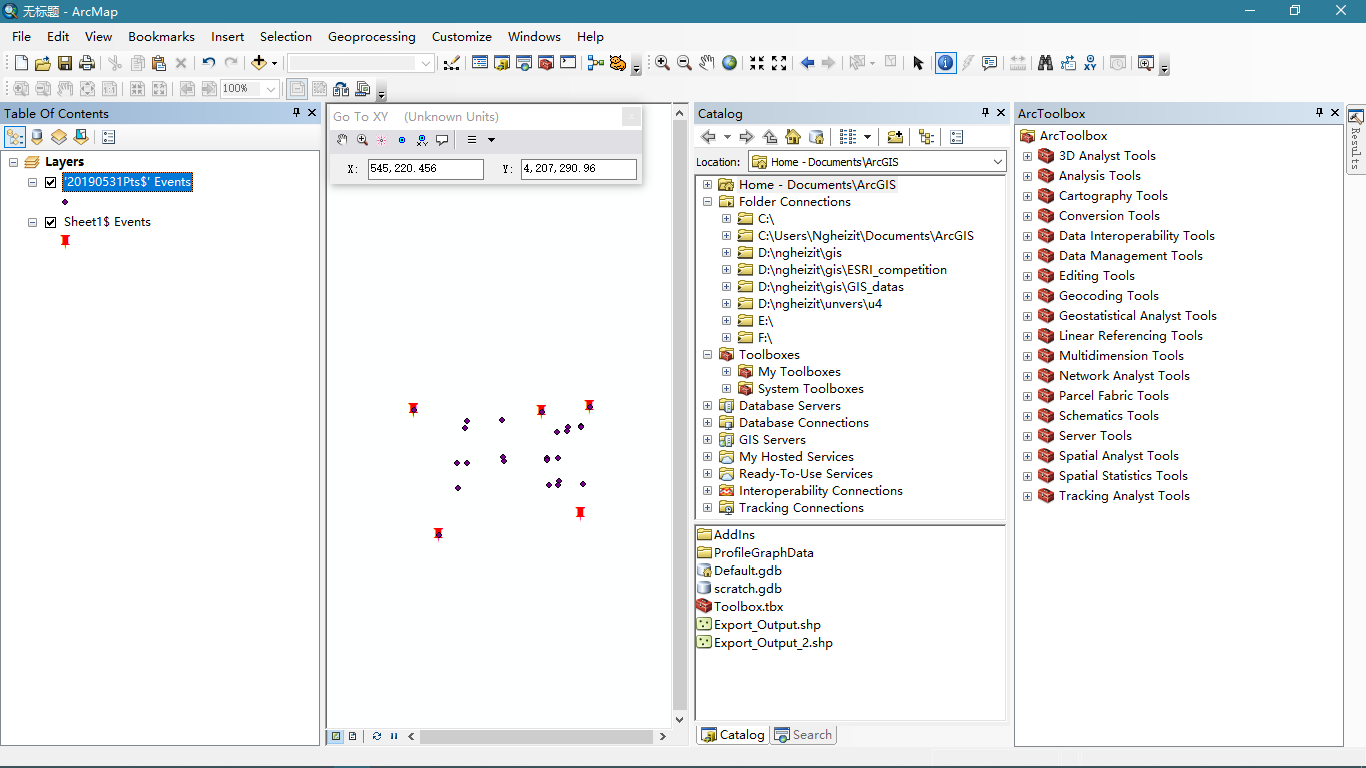 无标题 - ArcMap
File Edit View Bookmarks Insert Selection Geoprocessing Customize Windows Help
100%
Table Of Contents
Layers
'20190531Pts$' Events
Sheet1$ Events
Go To XY (Unknown Units)
X: 545,220.456 Y: 4,207,290.96
Catalog
Location: Home - Documents\ArcGIS
Home - Documents\ArcGIS
Folder Connections
C:\
C:\Users\Ngheizit\Documents\ArcGIS
D:\ngheizit\gis
D:\ngheizit\gis\ESRI_competition
D:\ngheizit\gis\GIS_datas
D:\ngheizit\unvers\u4
E:\
F:\
Toolboxes
My Toolboxes
System Toolboxes
Database Servers
Database Connections
GIS Servers
My Hosted Services
Ready-To-Use Services
Interoperability Connections
Tracking Connections
AddIns
ProfileGraphData
Default.gdb
scratch.gdb
Toolbox.tbx
Export_Output.shp
Export_Output_2.shp
Catalog Search
ArcToolbox
ArcToolbox
3D Analyst Tools
Analysis Tools
Cartography Tools
Conversion Tools
Data Interoperability Tools
Data Management Tools
Editing Tools
Geocoding Tools
Geostatistical Analyst Tools
Linear Referencing Tools
Multidimension Tools
Network Analyst Tools
Parcel Fabric Tools
Schematics Tools
Server Tools
Spatial Analyst Tools
Spatial Statistics Tools
Tracking Analyst Tools
Results